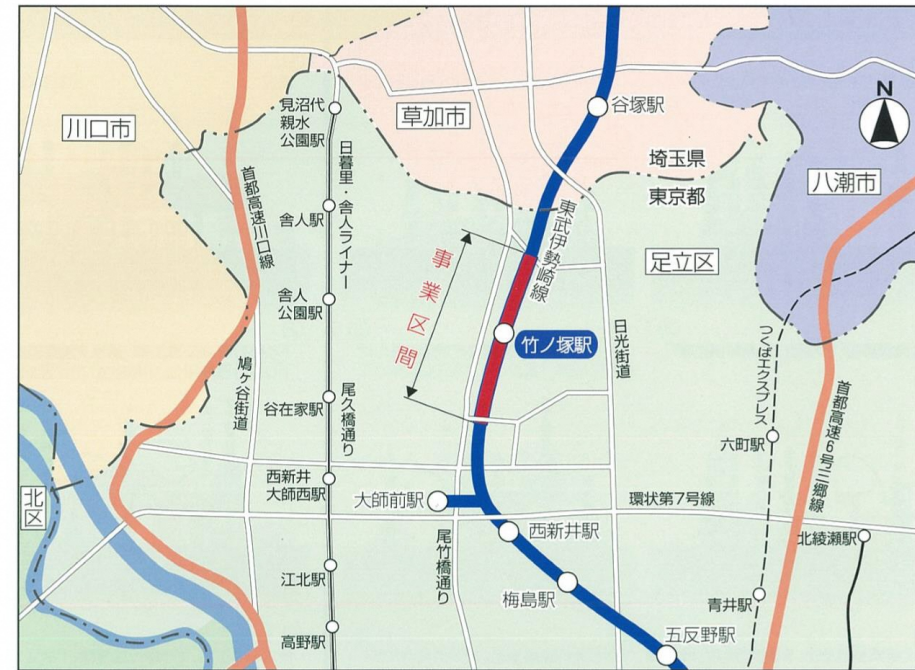 川口市
見沼代
親水
公園駅
草加市
谷塚駅
N
埼玉県
東京都
八潮市
首都高速川口線
日暮里・舎人ライナー
舎人駅
東武伊勢崎線
足立区
事業区間
舎人
公園駅
竹ノ塚駅
日光街道
つくばエクスプレス
鳩ヶ谷街道
谷在家駅
尾久橋通り
首都高速6号三郷線
六町駅
西新井
大師西駅
北区
大師前駅
環状第7号線
西新井駅
尾竹橋通り
北綾瀬駅
江北駅
梅島駅
青井駅
高野駅
五反野駅